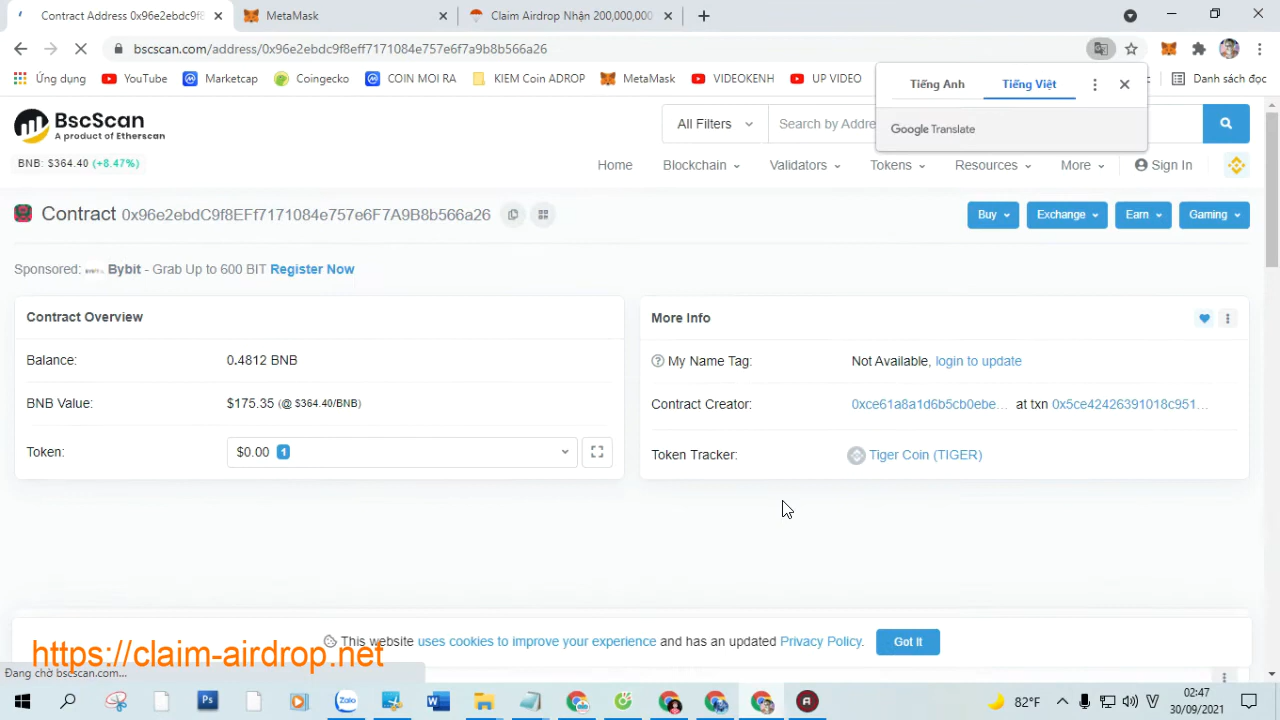 Contract Address 0x96e2ebdc9f8
MetaMask
Claim Airdrop Nhận 200,000,000
bscscan.com/address/0x96e2ebdc9f8eff7171084e757e6f7a9b8b566a26
Ứng dụng
YouTube
Marketcap
Coingecko
COIN MOI RA
KIEM Coin ADROP
MetaMask
VIDEOKENH
UP VIDEO
Danh sách đọc
Tiếng Anh
Tiếng Việt
Google Translate
BscScan
A product of Etherscan
All Filters
Search by Addre
BNB: $364.40 (+8.47%)
Home
Blockchain
Validators
Tokens
Resources
More
Sign In
Contract 0x96e2ebdC9f8EFf7171084e757e6F7A9B8b566a26
Buy
Exchange
Earn
Gaming
Sponsored: Bybit - Grab Up to 600 BIT Register Now
Contract Overview
Balance: 0.4812 BNB
BNB Value: $175.35 (@ $364.40/BNB)
Token: $0.00 1
More Info
My Name Tag: Not Available, login to update
Contract Creator: 0xce61a8a1d6b5cb0ebe... at txn 0x5ce42426391018c951...
Token Tracker: Tiger Coin (TIGER)
This website uses cookies to improve your experience and has an updated Privacy Policy.
Got It
https://claim-airdrop.net
Đang chờ bscscan.com...
82°F
02:47
30/09/2021